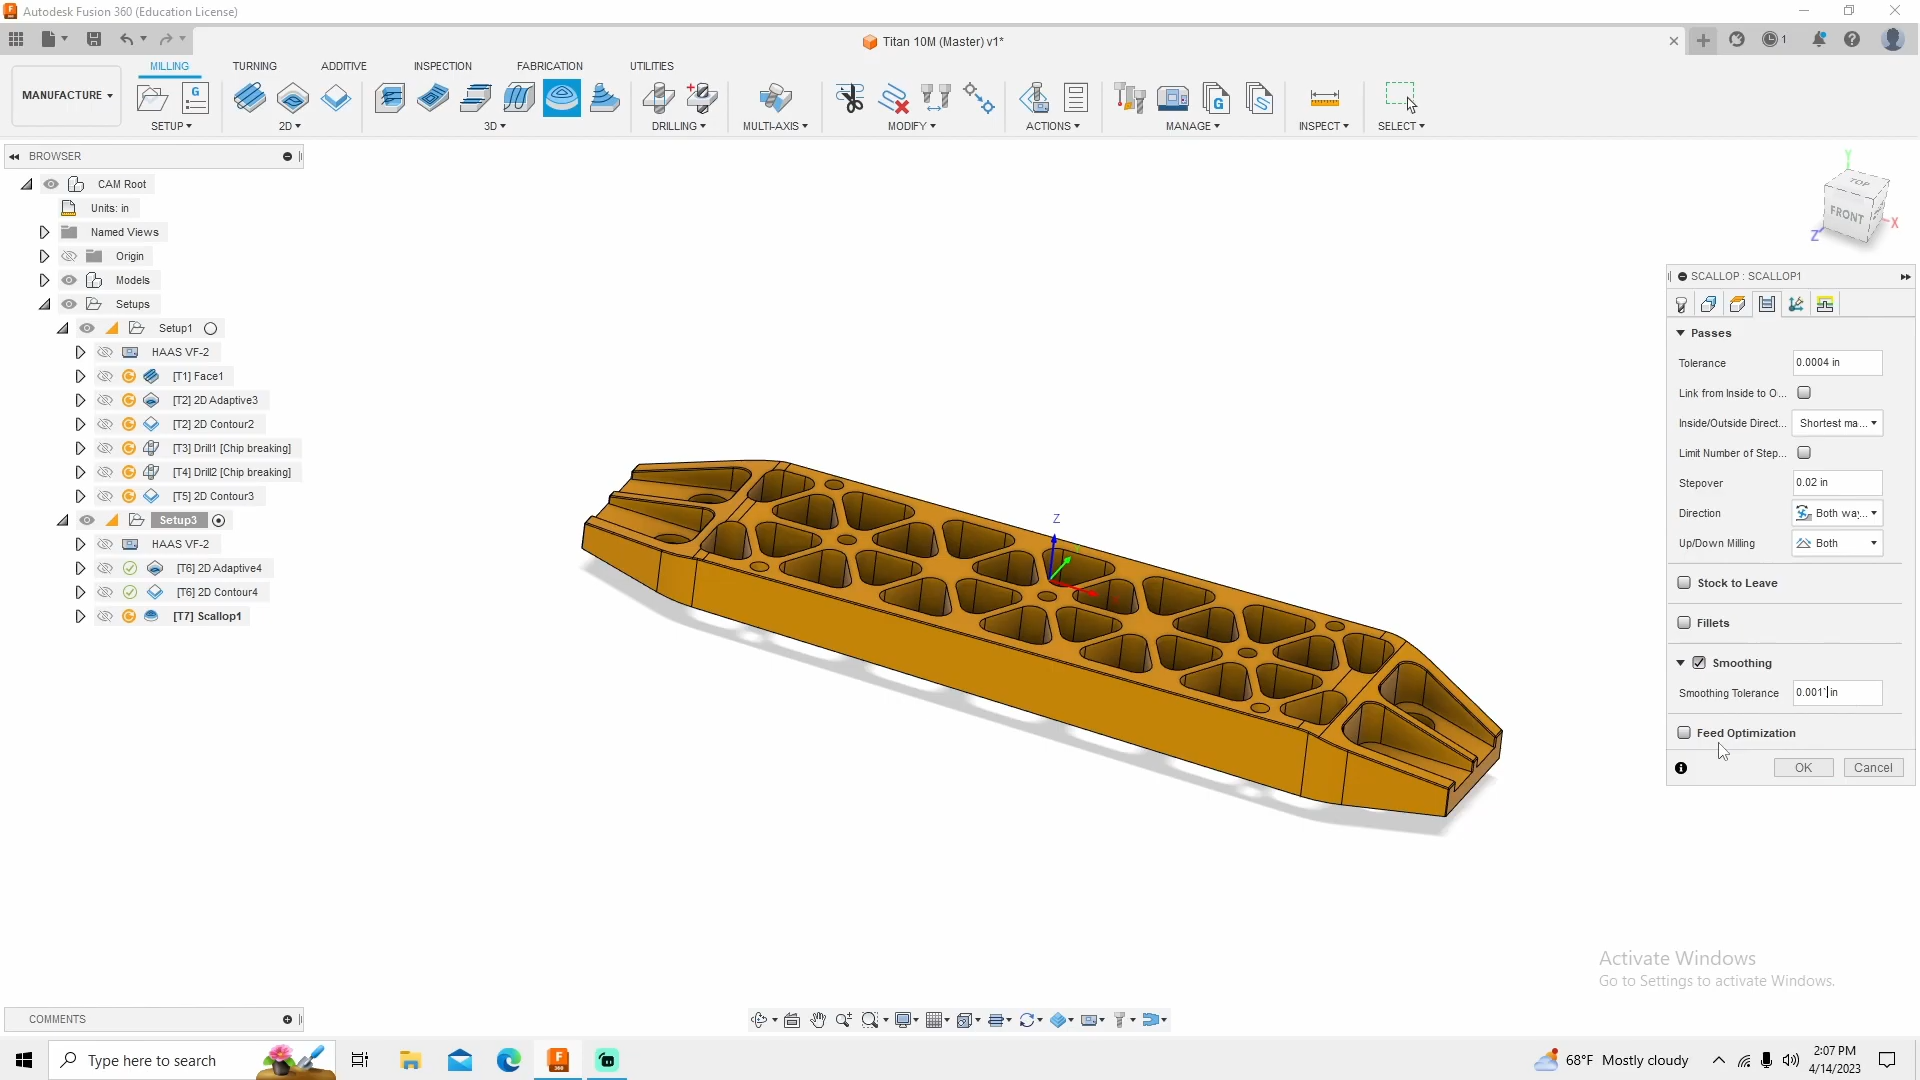 Autodesk Fusion 360 (Education License)
Titan 10M (Master) v1*
1
MILLING TURNING ADDITIVE INSPECTION FABRICATION UTILITIES
MANUFACTURE
G
G
SETUP 2D 3D DRILLING MULTI-AXIS MODIFY ACTIONS MANAGE INSPECT SELECT
BROWSER
CAM Root
Units: in
Named Views
Origin
Models
Setups
Setup1
HAAS VF-2
[T1] Face1
[T2] 2D Adaptive3
[T2] 2D Contour2
[T3] Drill1 [Chip breaking]
[T4] Drill2 [Chip breaking]
[T5] 2D Contour3
Setup3
HAAS VF-2
[T6] 2D Adaptive4
[T6] 2D Contour4
[T7] Scallop1
Z
Y
TOP
FRONT
X
Z
SCALLOP : SCALLOP1
Passes
Tolerance 0.0004 in
Link from Inside to O...
Inside/Outside Direct... Shortest ma...
Limit Number of Step...
Stepover 0.02 in
Direction Both way...
Up/Down Milling Both
Stock to Leave
Fillets
Smoothing
Smoothing Tolerance 0.001' in
Feed Optimization
OK Cancel
Activate Windows
Go to Settings to activate Windows.
COMMENTS
Type here to search
F
360
68°F Mostly cloudy
2:07 PM
4/14/2023